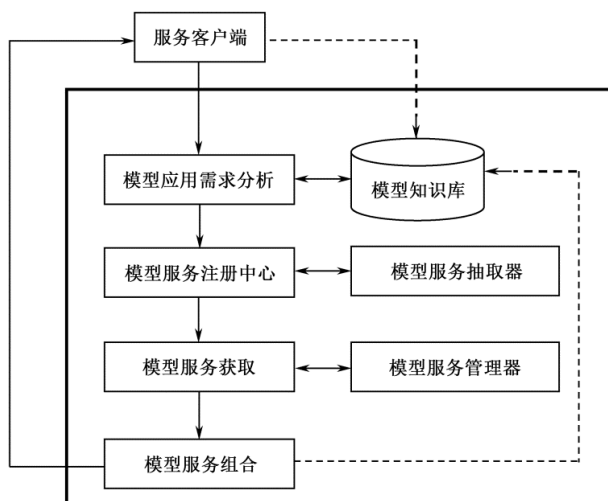 服务客户端
模型应用需求分析
模型知识库
模型服务注册中心
模型服务抽取器
模型服务获取
模型服务管理器
模型服务组合